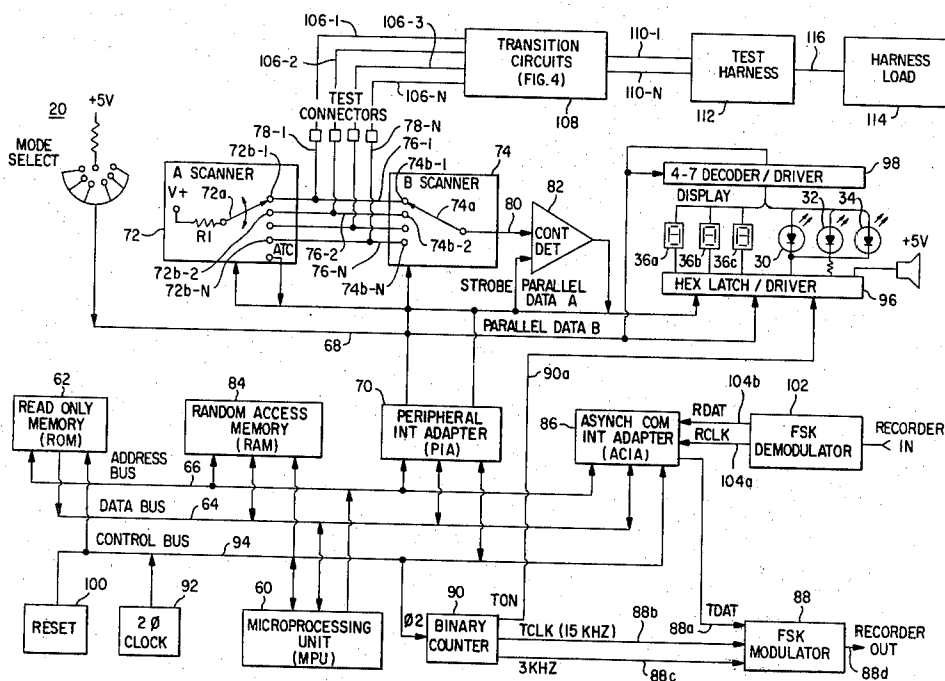 106-1
106-3
106-2
106-N
TRANSITION
CIRCUITS
(FIG. 4)
108
110-1
110-N
TEST
HARNESS
112
116
HARNESS
LOAD
114
20
+5V
MODE
SELECT
TEST
CONNECTORS
78-1
78-N
76-1
74b-1
74
72b-1
A SCANNER
V+
72a
R1
72
72b-2
72b-N
ATC
76-2
76-N
B SCANNER
74a
74b-2
74b-N
80
82
CONT
DET
STROBE
PARALLEL
DATA A
PARALLEL DATA B
68
98
4-7 DECODER / DRIVER
DISPLAY
32
34
36a
36b
36c
30
+5V
HEX LATCH / DRIVER
96
90a
62
READ ONLY
MEMORY
(ROM)
84
RANDOM ACCESS
MEMORY
(RAM)
70
PERIPHERAL
INT ADAPTER
(PIA)
86
ASYNCH COM
INT ADAPTER
(ACIA)
RDAT
104b
RCLK
104a
102
FSK
DEMODULATOR
RECORDER
IN
ADDRESS
BUS
66
DATA BUS
64
CONTROL BUS
94
100
RESET
92
2Ø
CLOCK
60
MICROPROCESSING
UNIT
(MPU)
Ø2
90
BINARY
COUNTER
TON
TCLK (15 KHZ)
88b
3KHZ
88c
TDAT
88a
88
FSK
MODULATOR
RECORDER
OUT
88d